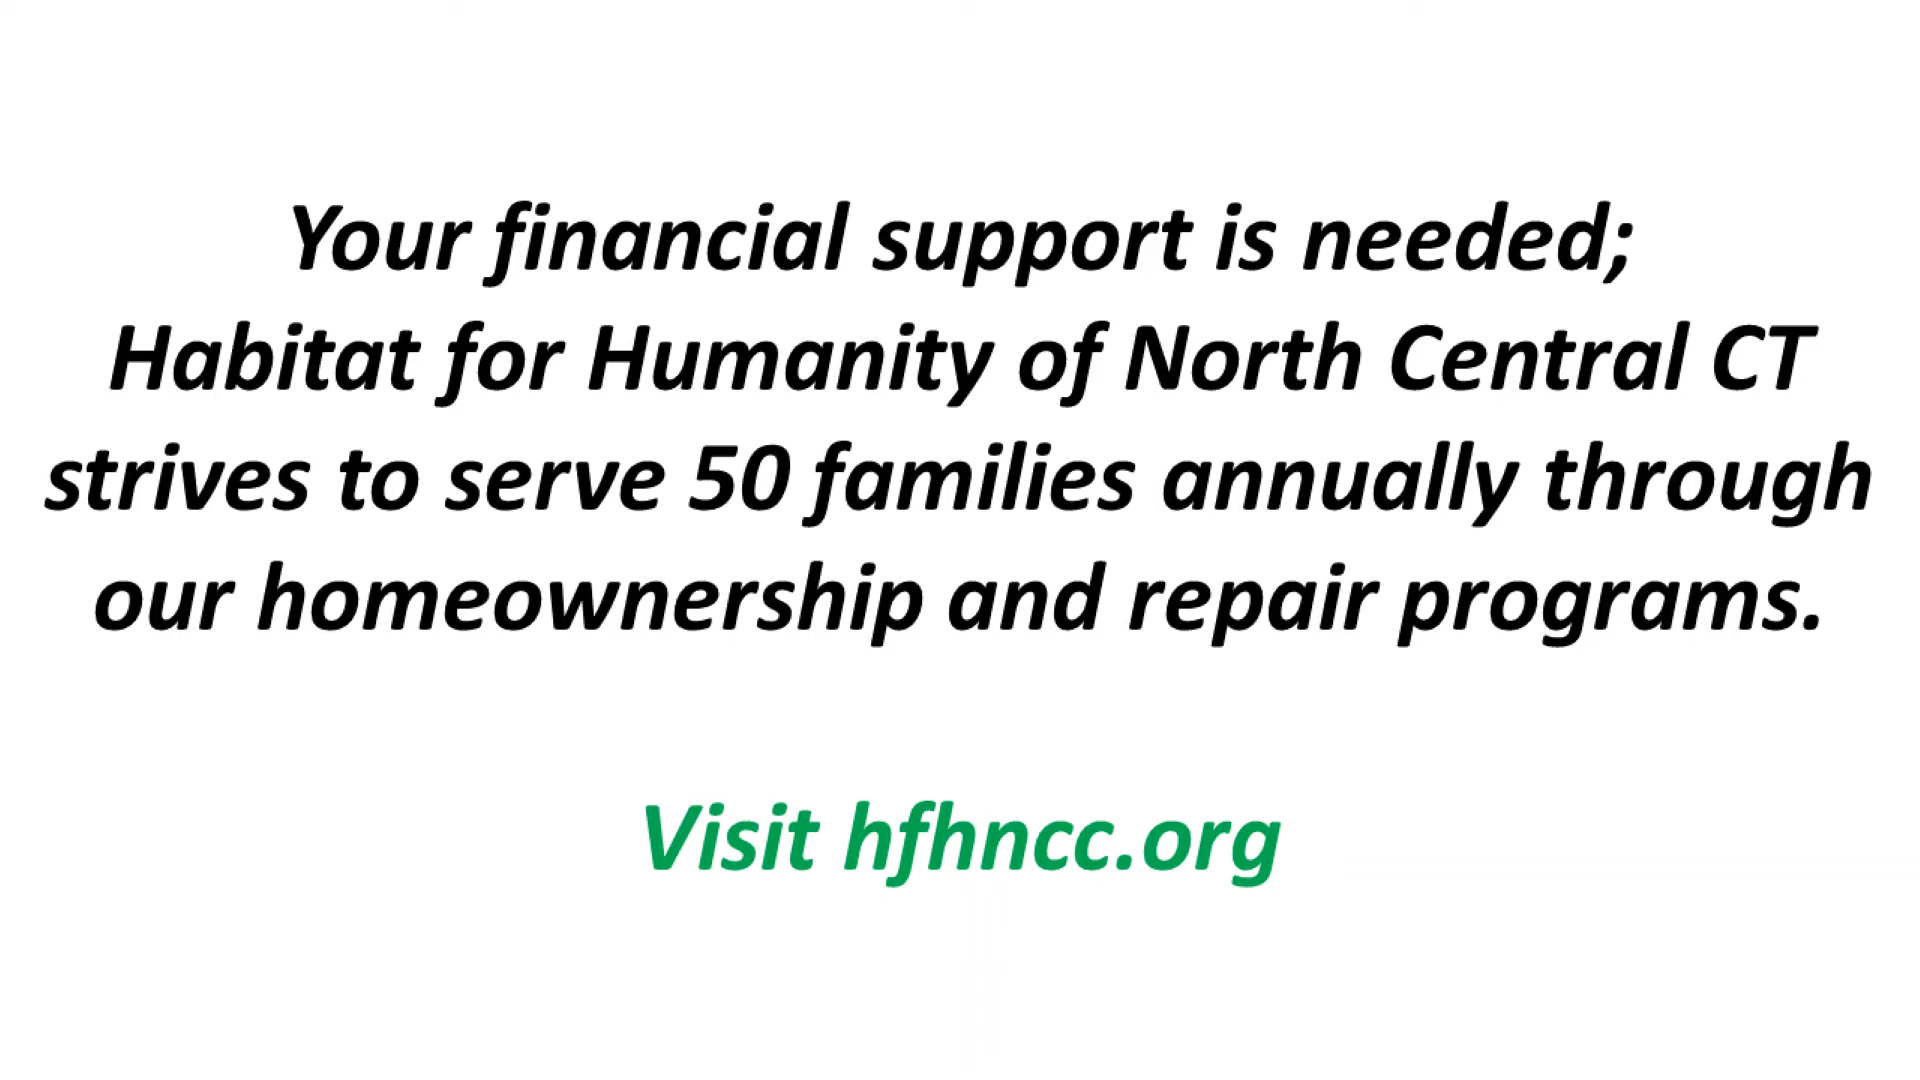 Your financial support is needed;
Habitat for Humanity of North Central CT
strives to serve 50 families annually through
our homeownership and repair programs.
Visit hfhncc.org